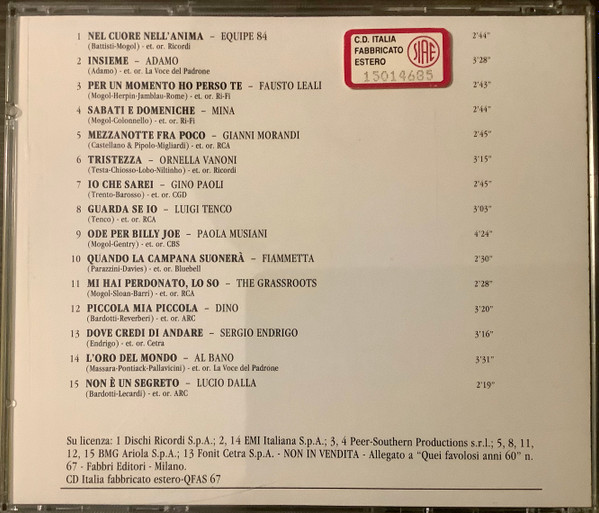 1 NEL CUORE NELL'ANIMA – EQUIPE 84 2'44"
(Battisti-Mogol) - et. or. Ricordi
2 INSIEME – ADAMO 3'28"
(Adamo) - et. or. La Voce del Padrone
3 PER UN MOMENTO HO PERSO TE – FAUSTO LEALI 2'43"
(Mogol-Herpin-Jamblau-Rome) - et. or. Ri-Fi
4 SABATI E DOMENICHE – MINA 2'44"
(Mogol-Colonnello) - et. or. Ri-Fi
5 MEZZANOTTE FRA POCO – GIANNI MORANDI 2'45"
(Castellano & Pipolo-Migliardi) - et. or. RCA
6 TRISTEZZA – ORNELLA VANONI 3'15"
(Testa-Chiosso-Lobo-Niltinho) - et. or. Ricordi
7 IO CHE SAREI – GINO PAOLI 2'45"
(Trento-Barosso) - et. or. CGD
8 GUARDA SE IO – LUIGI TENCO 3'03"
(Tenco) - et. or. RCA
9 ODE PER BILLY JOE – PAOLA MUSIANI 4'24"
(Mogol-Gentry) - et. or. CBS
10 QUANDO LA CAMPANA SUONERÀ – FIAMMETTA 2'30"
(Parazzini-Davies) - et. or. Bluebell
11 MI HAI PERDONATO, LO SO – THE GRASSROOTS 2'28"
(Mogol-Sloan-Barri) - et. or. RCA
12 PICCOLA MIA PICCOLA – DINO 3'20"
(Bardotti-Reverberi) - et. or. ARC
13 DOVE CREDI DI ANDARE – SERGIO ENDRIGO 3'16"
(Endrigo) - et. or. Cetra
14 L'ORO DEL MONDO – AL BANO 3'31"
(Massara-Pontiack-Pallavicini) - et. or. La Voce del Padrone
15 NON È UN SEGRETO – LUCIO DALLA 2'19"
(Bardotti-Lecardi) - et. or. ARC
C.D. ITALIA
FABBRICATO
ESTERO
SIAE
15014685
Su licenza: 1 Dischi Ricordi S.p.A.; 2, 14 EMI Italiana S.p.A.; 3, 4 Peer-Southern Productions s.r.l.; 5, 8, 11,
12, 15 BMG Ariola S.p.A.; 13 Fonit Cetra S.p.A. - NON IN VENDITA - Allegato a "Quei favolosi anni 60" n.
67 - Fabbri Editori - Milano.
CD Italia fabbricato estero-QFAS 67